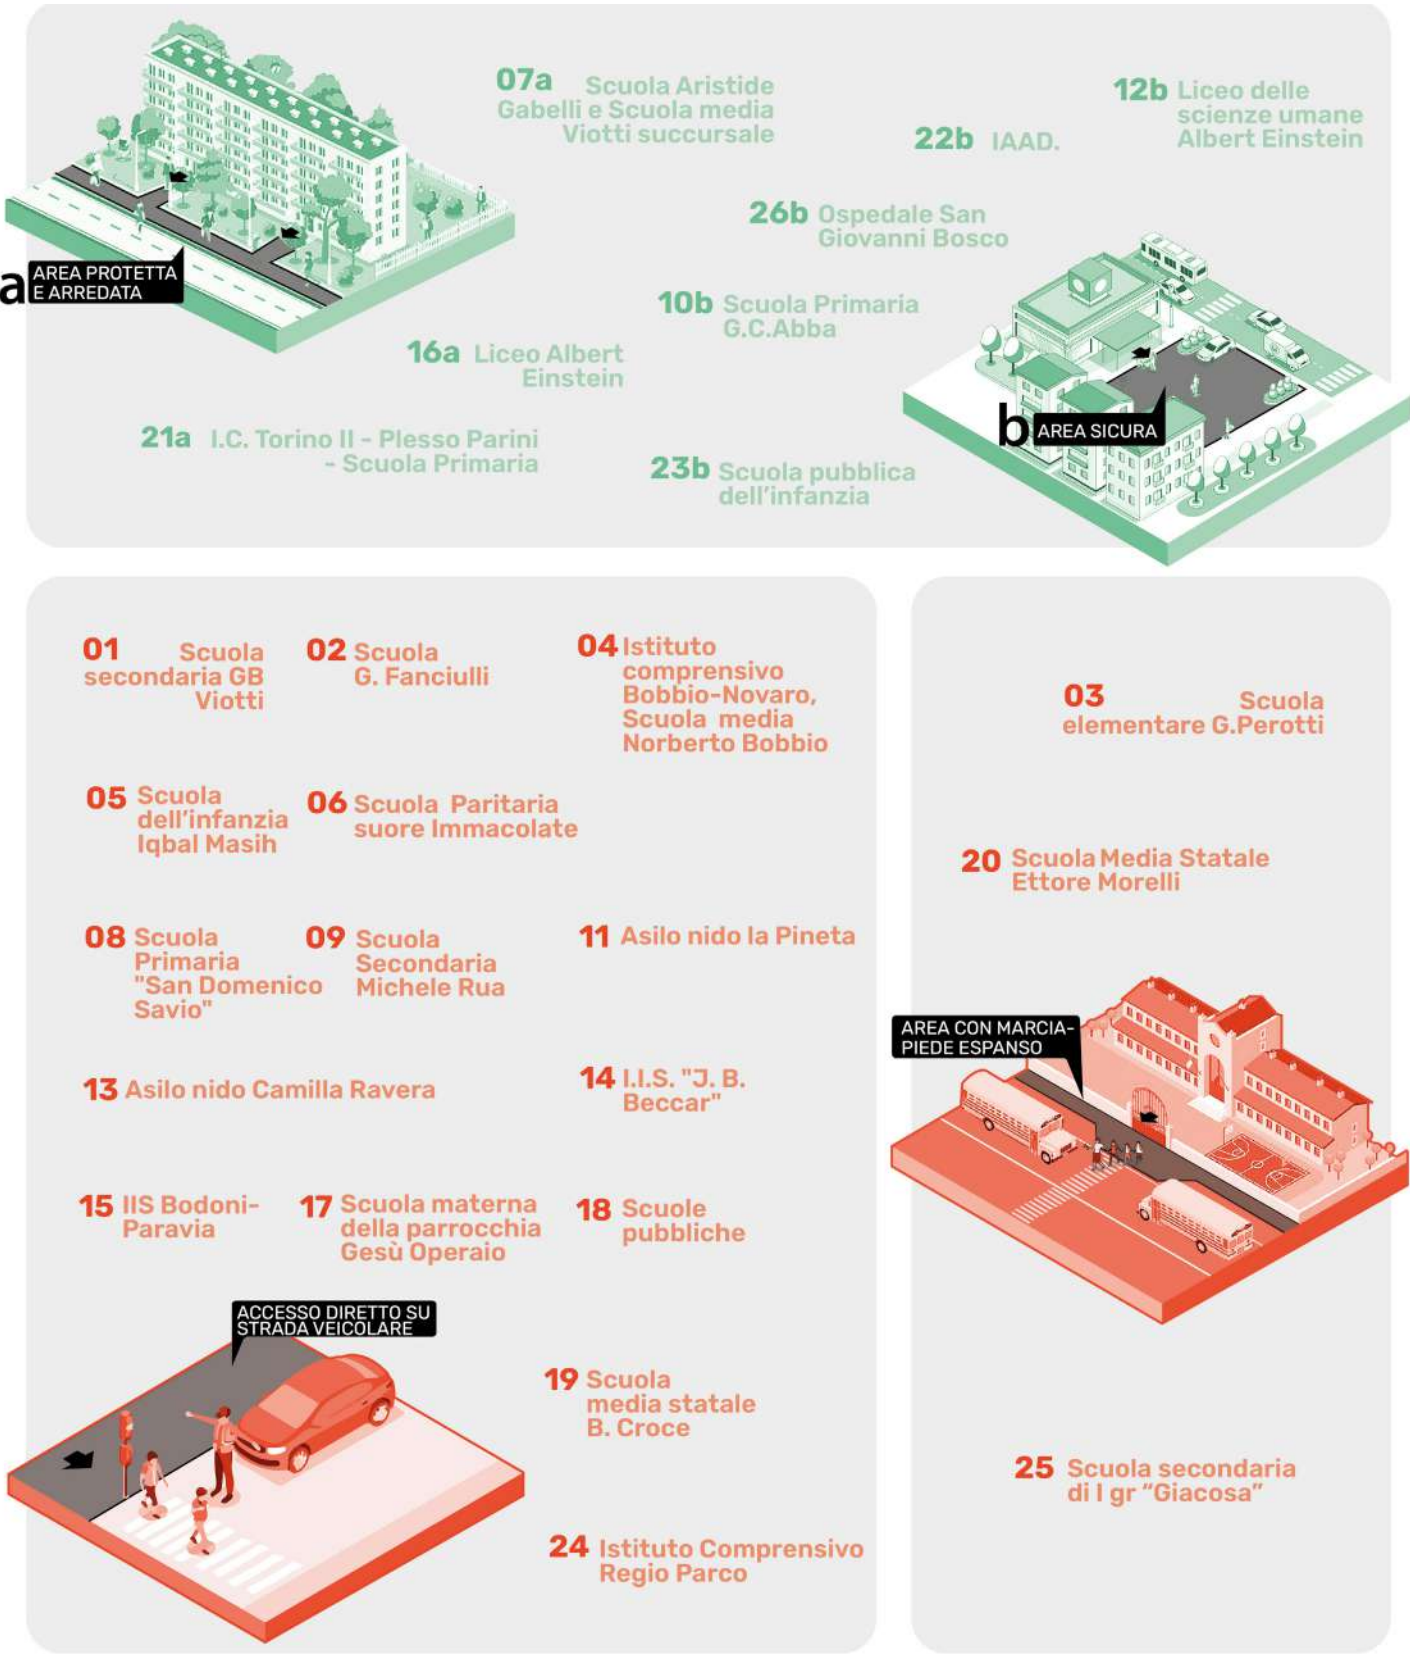 07a Scuola Aristide
Gabelli e Scuola media
Viotti succursale
12b Liceo delle
scienze umane
Albert Einstein
22b IAAD.
26b Ospedale San
Giovanni Bosco
a AREA PROTETTA
E ARREDATA
10b Scuola Primaria
G.C.Abba
16a Liceo Albert
Einstein
b AREA SICURA
21a I.C. Torino II - Plesso Parini
- Scuola Primaria
23b Scuola pubblica
dell'infanzia
01 Scuola
secondaria GB
Viotti
02 Scuola
G. Fanciulli
04 Istituto
comprensivo
Bobbio-Novaro,
Scuola media
Norberto Bobbio
05 Scuola
dell'infanzia
Iqbal Masih
06 Scuola Paritaria
suore Immacolate
08 Scuola
Primaria
"San Domenico
Savio"
09 Scuola
Secondaria
Michele Rua
11 Asilo nido la Pineta
13 Asilo nido Camilla Ravera
14 I.I.S. "J. B.
Beccar"
15 IIS Bodoni-
Paravia
17 Scuola materna
della parrocchia
Gesù Operaio
18 Scuole
pubbliche
ACCESSO DIRETTO SU
STRADA VEICOLARE
19 Scuola
media statale
B. Croce
24 Istituto Comprensivo
Regio Parco
03 Scuola
elementare G.Perotti
20 Scuola Media Statale
Ettore Morelli
AREA CON MARCIA-
PIEDE ESPANSO
25 Scuola secondaria
di I gr “Giacosa”